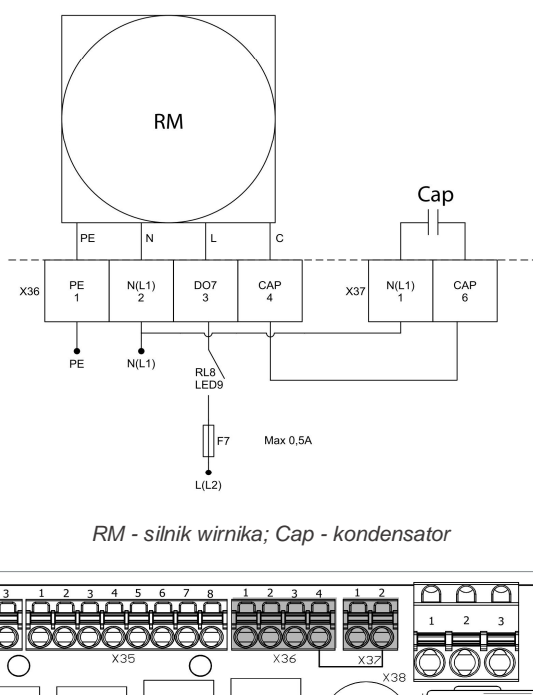 RM
Cap
PE N L C
X36 PE 1 N(L1) 2 DO7 3 CAP 4 X37 N(L1) 1 CAP 6
PE N(L1)
RL8
LED9
F7 Max 0,5A
L(L2)
RM - silnik wirnika; Cap - kondensator
3 1 2 3 4 5 6 7 8 1 2 3 4 1 2
1 2 3
X35 X36 X37
X38